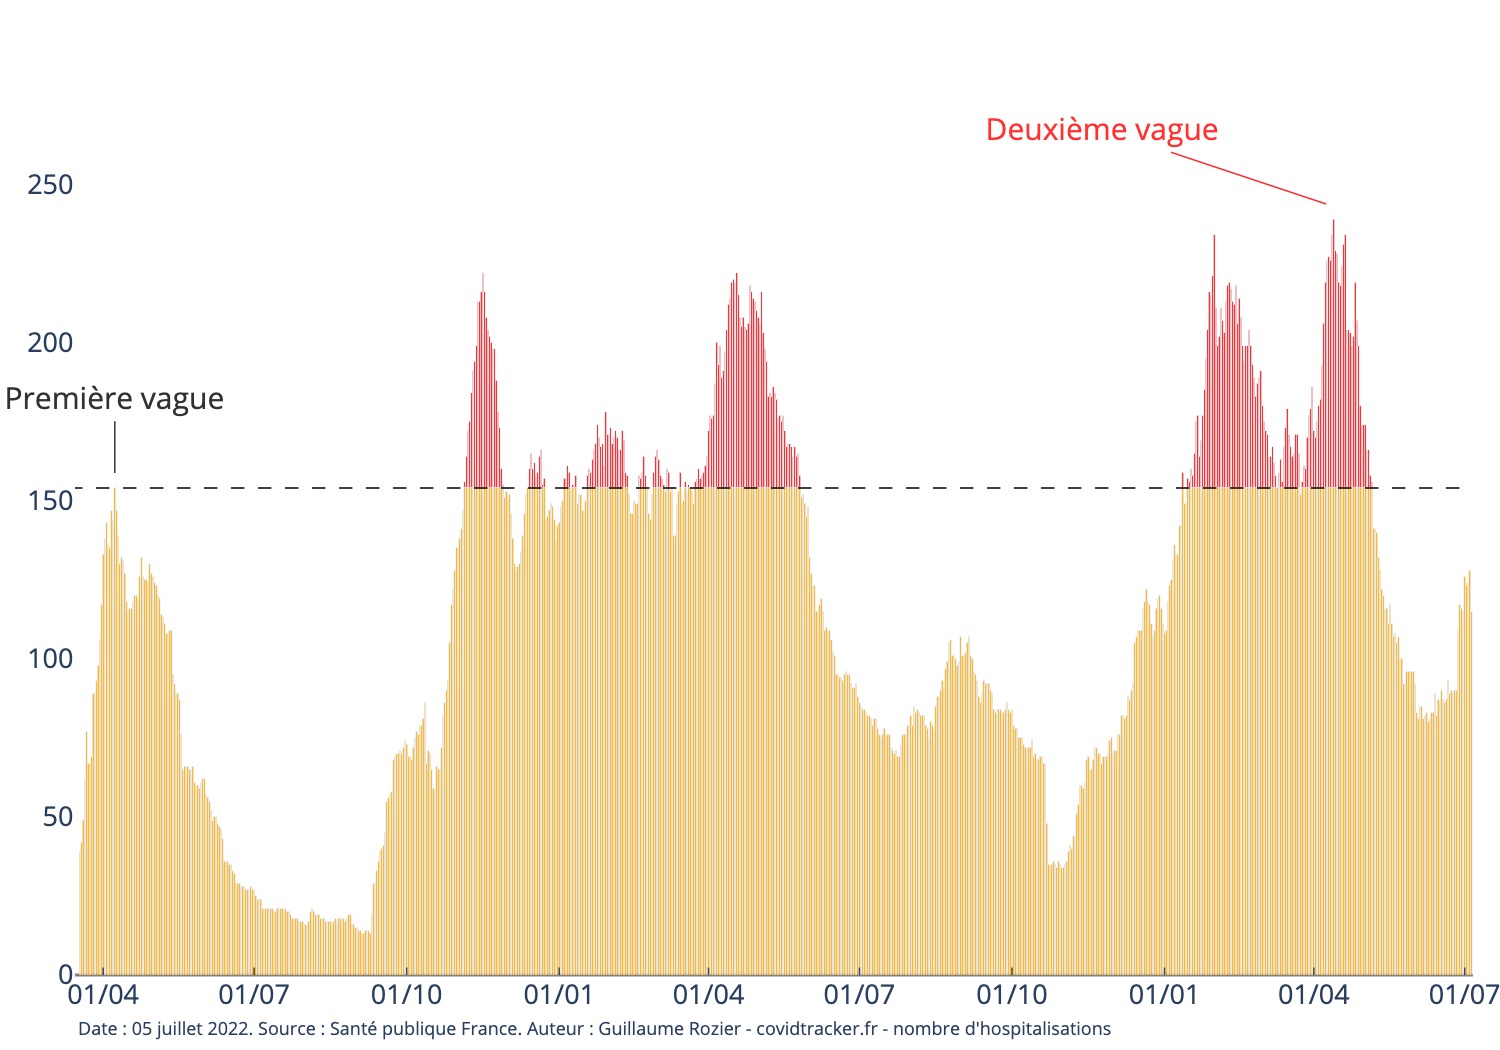 Deuxième vague
250
200
Première vague
150
100
50
0
01/04 01/07 01/10 01/01 01/04 01/07 01/10 01/01 01/04 01/07
Date : 05 juillet 2022. Source : Santé publique France. Auteur : Guillaume Rozier - covidtracker.fr - nombre d'hospitalisations